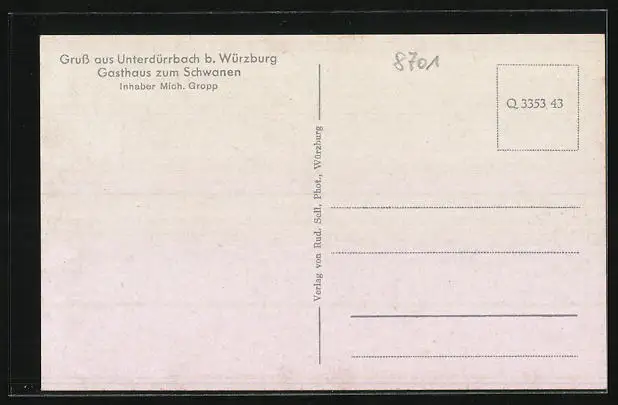 Gruß aus Unterdürrbach b. Würzburg
Gasthaus zum Schwanen
Inhaber Mich. Gropp
8701
Q 3353 43
Verlag von Rud. Sell, Phot., Würzburg